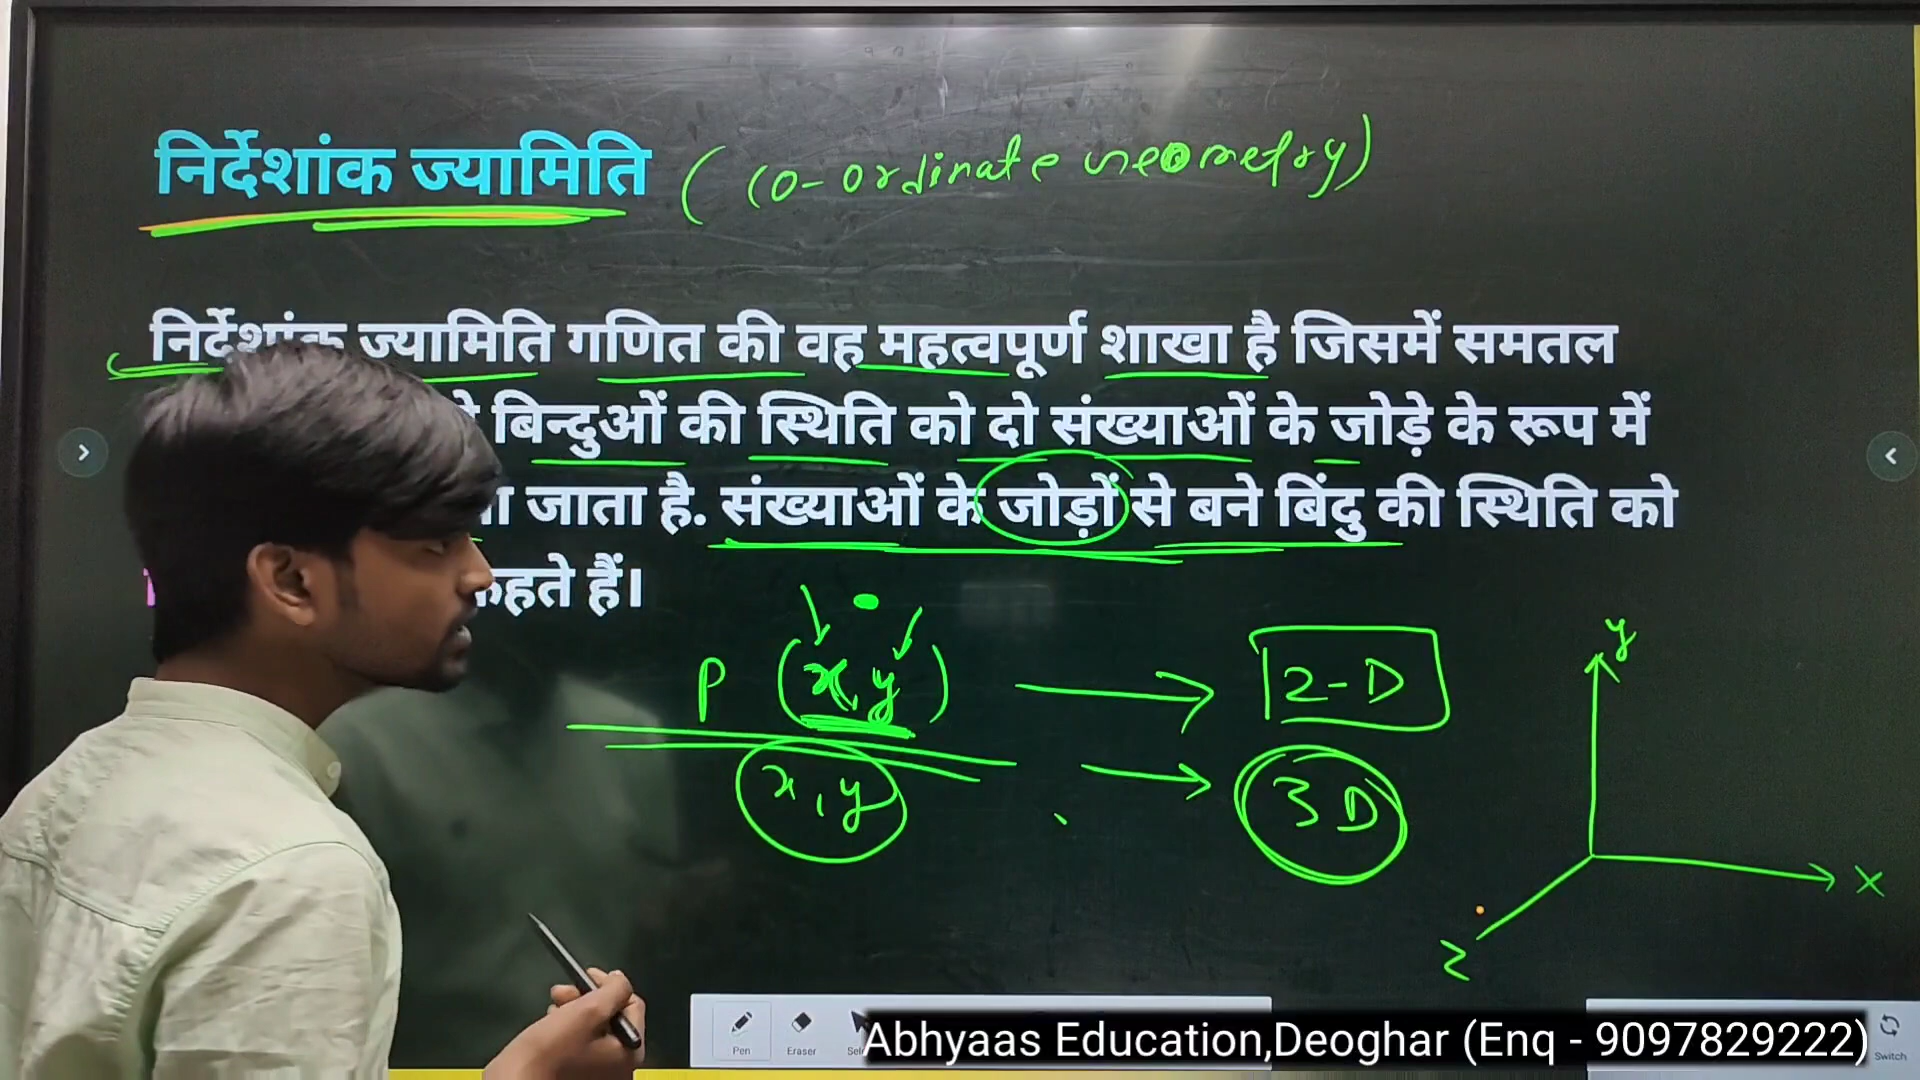 निर्देशांक ज्यामिति ( Co-ordinate Geometry)
निर्देशांक ज्यामिति गणित की वह महत्वपूर्ण शाखा है जिसमें समतल
बिन्दुओं की स्थिति को दो संख्याओं के जोड़े के रूप में
जाता है. संख्याओं के जोड़ों से बने बिंदु की स्थिति को
कहते हैं।
P (x, y) 2-D
x, y 3D
y
x
z
Pen Eraser
Switch
Abhyaas Education,Deoghar (Enq - 9097829222)